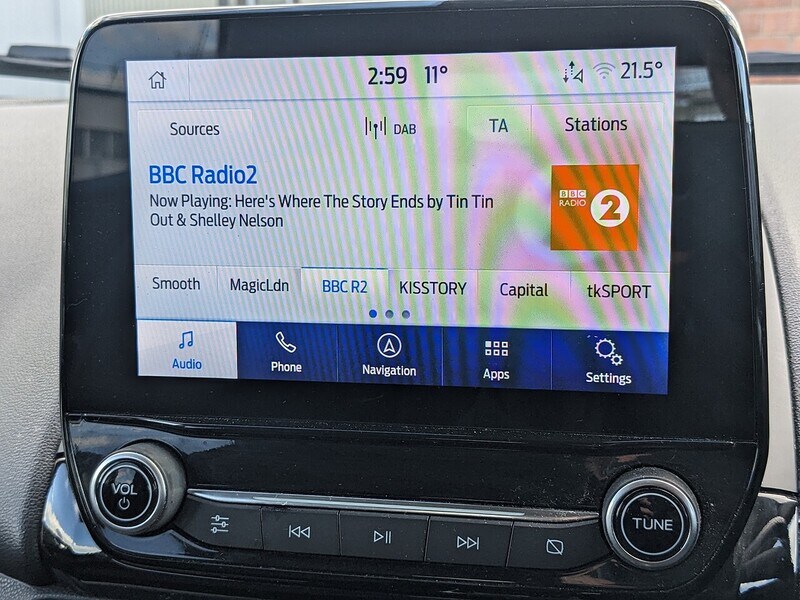 2:59 11° 21.5°
Sources DAB TA Stations
BBC Radio2
Now Playing: Here's Where The Story Ends by Tin Tin
Out & Shelley Nelson
BBC
RADIO 2
Smooth MagicLdn BBC R2 KISSTORY Capital tkSPORT
Audio Phone Navigation Apps Settings
VOL TUNE